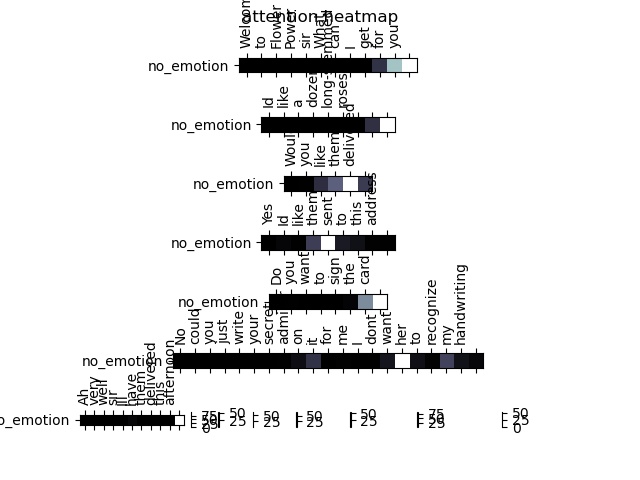 attention heatmap
Welcom to Flower Power sir What can I get for you
no_emotion
Id like a dozen long-stemmed roses
no_emotion
Would you like them delivered
no_emotion
Yes Id like them sent to this address
no_emotion
Do you want to sign the card
no_emotion
No could you just write your secret admir on it for me I dont want her to recognize my handwriting
no_emotion
Ah very well sir Ill have them delivered this afternoon
no_emotion
75 50 50 50 50 75 50
25 25 25 25 25 50 25
0 25 0